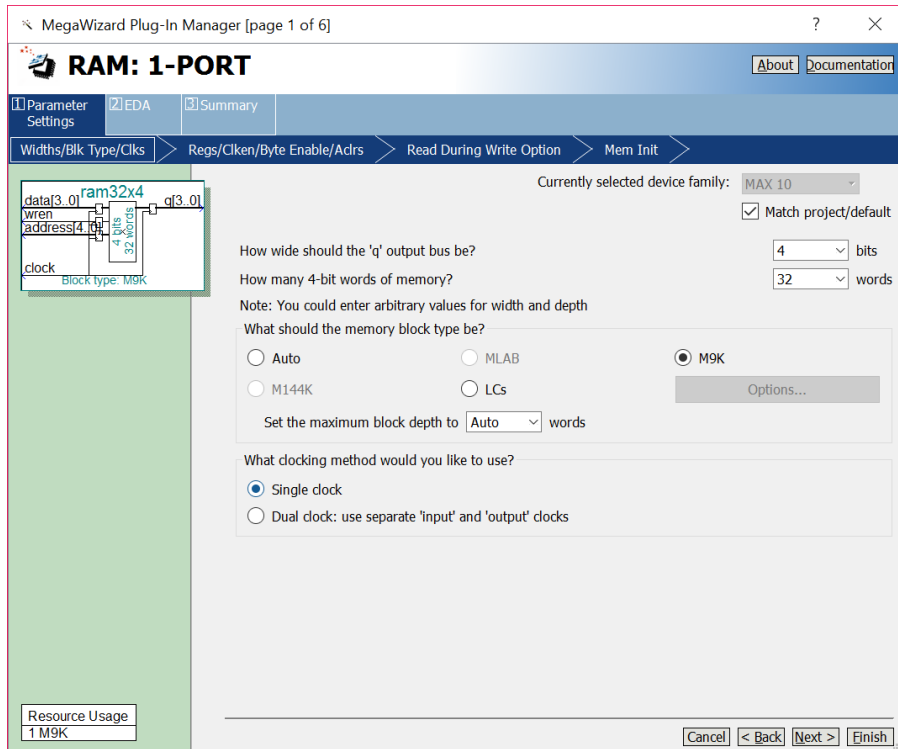 MegaWizard Plug-In Manager [page 1 of 6]
RAM: 1-PORT
About Documentation
1 Parameter Settings
2 EDA
3 Summary
Widths/Blk Type/Clks Regs/Clken/Byte Enable/Aclrs Read During Write Option Mem Init
ram32x4
data[3..0]
q[3..0]
wren
address[4..0]
4 bits
32 words
clock
Block type: M9K
Currently selected device family: MAX 10
Match project/default
How wide should the 'q' output bus be? 4 bits
How many 4-bit words of memory? 32 words
Note: You could enter arbitrary values for width and depth
What should the memory block type be?
Auto MLAB M9K
M144K LCs Options...
Set the maximum block depth to Auto words
What clocking method would you like to use?
Single clock
Dual clock: use separate 'input' and 'output' clocks
Resource Usage
1 M9K
Cancel < Back Next > Finish